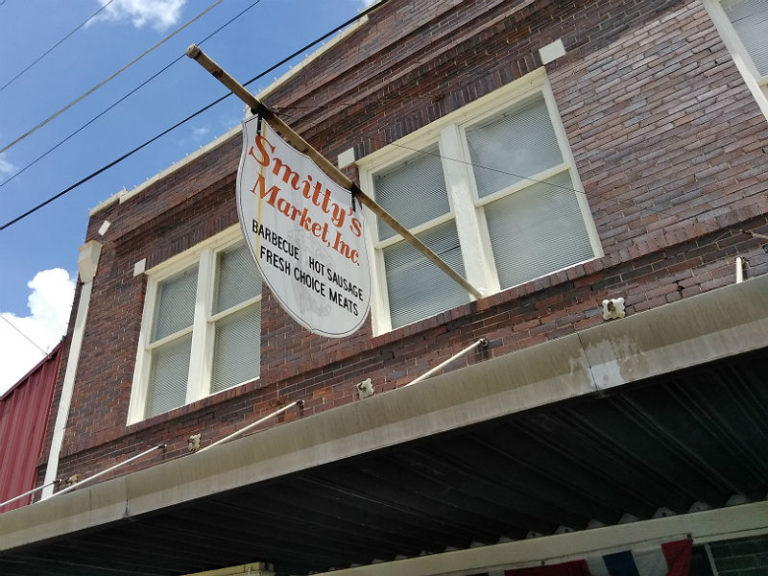 Smitty's
Market, Inc.
BARBECUE HOT SAUSAGE
FRESH CHOICE MEATS